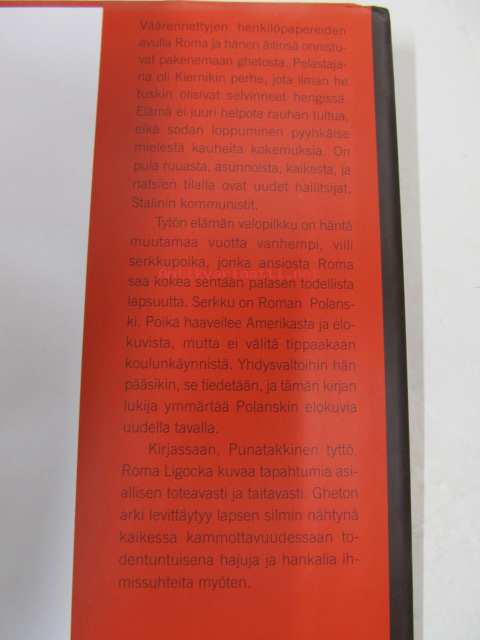 Väärennettyjen henkilöpapereiden
avulla Roma ja hänen äitinsä onnistu-
vat pakenemaan ghetosta. Pelastaja-
na oli Kiernikin perhe, jota ilman he
tuskin olisivat selvinneet hengissä.
Elämä ei juuri helpota rauhan tultua,
eikä sodan loppuminen pyyhkäise
mielestä kauheita kokemuksia. On
pula ruuasta, asunnoista, kaikesta, ja
natsien tilalla ovat uudet hallitsijat,
Stalinin kommunistit.
Tytön elämän valopilkku on häntä
muutamaa vuotta vanhempi, villi
serkkupoika, jonka ansiosta Roma
saa kokea sentään palasen todellista
lapsuutta. Serkku on Roman Polans-
ki. Poika haaveilee Amerikasta ja elo-
kuvista, mutta ei välitä tippaakaan
koulunkäynnistä. Yhdysvaltoihin hän
pääsikin, se tiedetään, ja tämän kirjan
lukija ymmärtää Polanskin elokuvia
uudella tavalla.
Kirjassaan, Punatakkinen tyttö,
Roma Ligocka kuvaa tapahtumia asi-
allisen toteavasti ja taitavasti. Gheton
arki levittäytyy lapsen silmin nähtynä
kaikessa kammottavuudessaan to-
dentuntuisena hajuja ja hankalia ih-
missuhteita myöten.